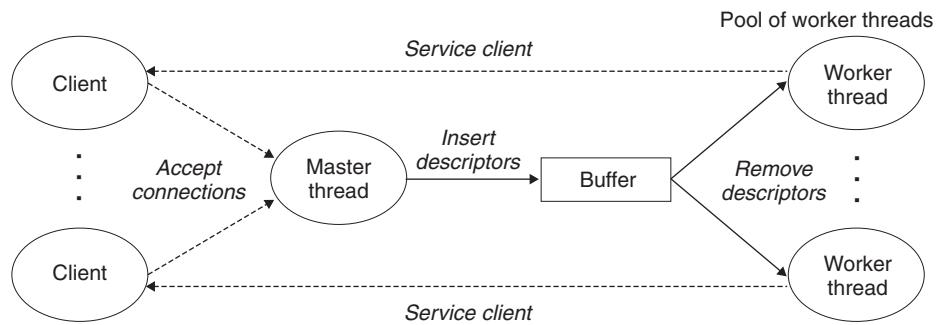 Pool of worker threads
Service client
Client
Worker
thread
Insert
descriptors
Accept
connections
Master
thread
Buffer
Remove
descriptors
Client
Worker
thread
Service client